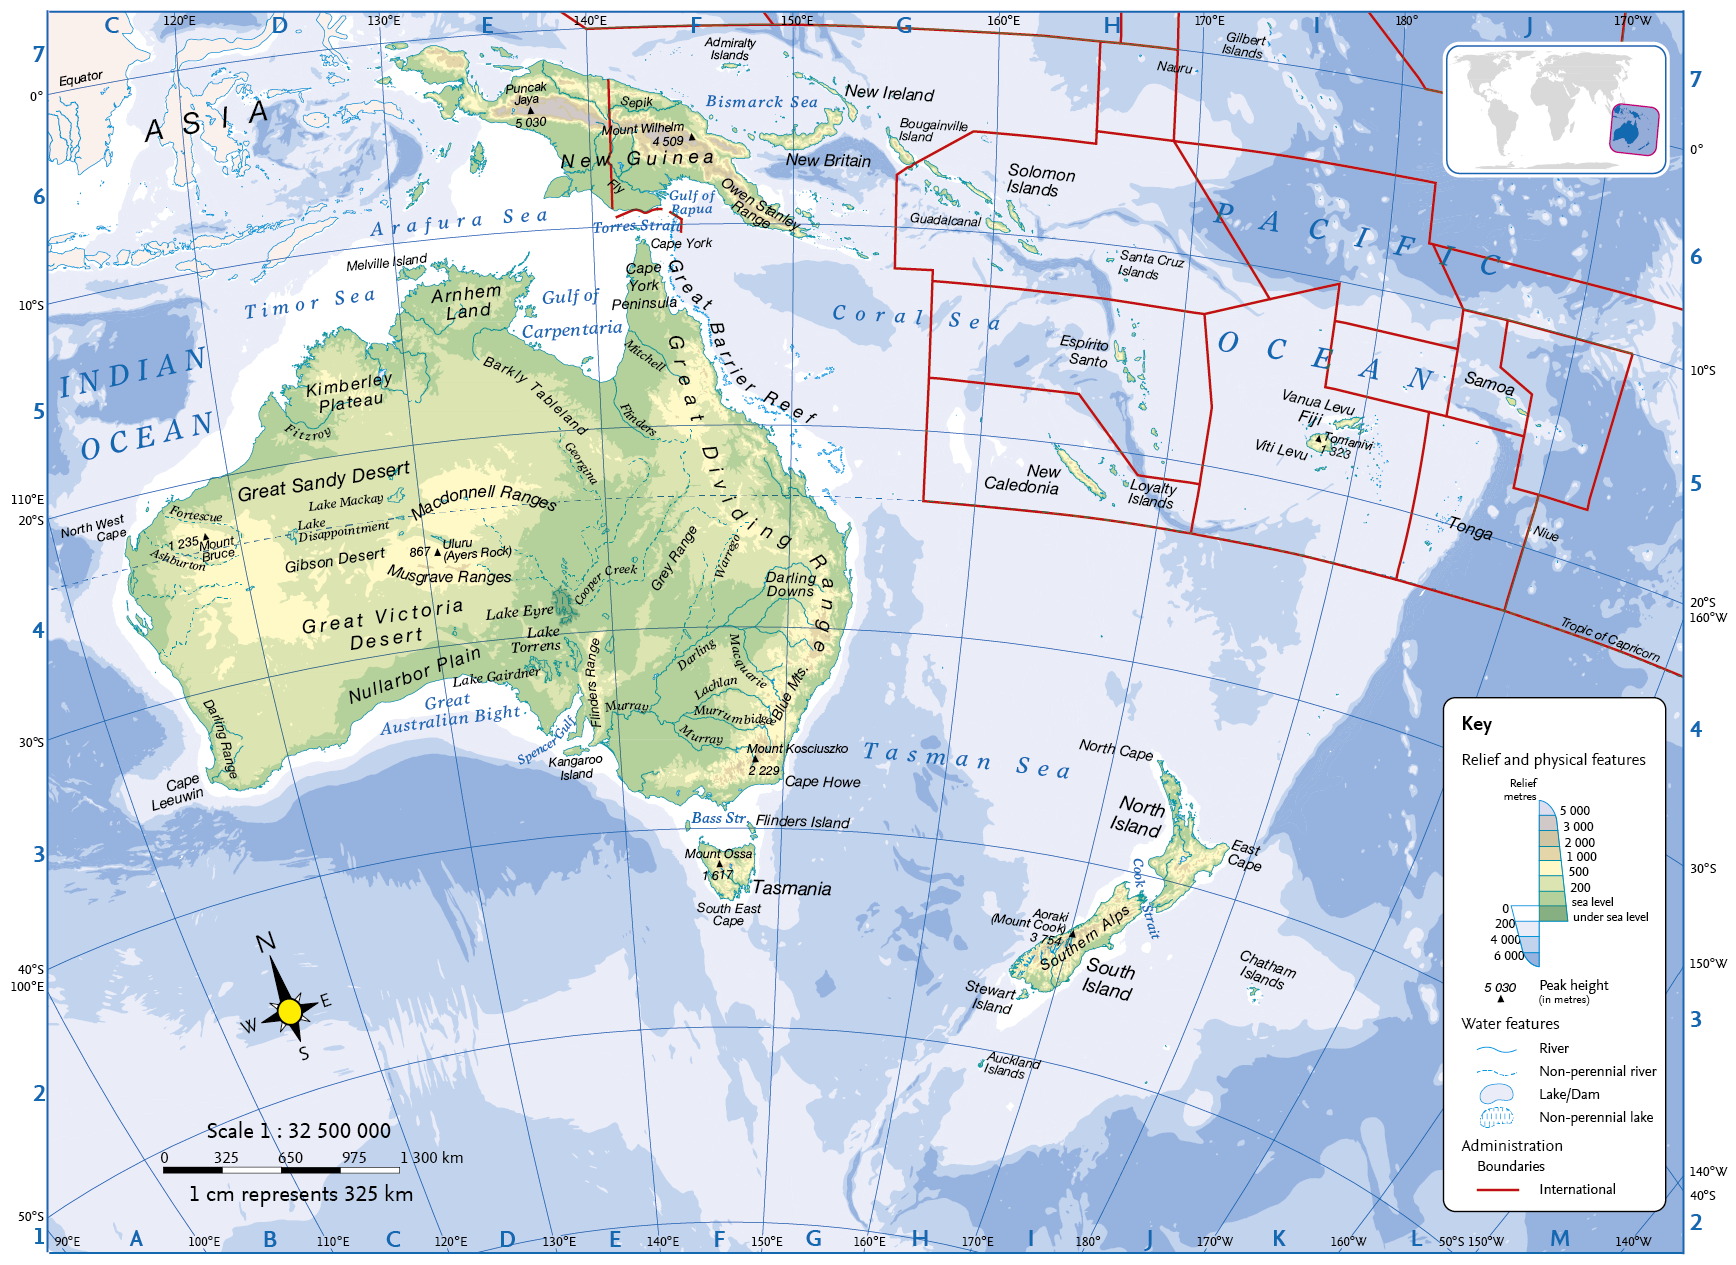 120°E
130°E
140°E
150°E
160°E
170°E
180°
170°W
C
D
E
F
G
H
I
J
7
6
5
4
3
2
1
7
6
5
4
3
2
0°
10°S
110°E
20°S
30°S
40°S
100°E
50°S
0°
10°S
20°S
160°W
30°S
150°W
140°W
40°S
90°E
A
100°E
B
110°E
C
120°E
D
130°E
E
140°E
F
150°E
G
160°E
H
170°E
I
180°
J
170°W
K
160°W
L
50°S
150°W
M
140°W
Equator
ASIA
Admiralty
Islands
Gilbert
Islands
Nauru
Puncak
Jaya
5 030
Sepik
Bismarck Sea
New Ireland
Mount Wilhelm
4 509
New Guinea
Bougainville
Island
New Britain
Fly
Gulf of
Papua
Owen Stanley
Range
Solomon
Islands
Guadalcanal
PACIFIC
OCEAN
Arafura Sea
Torres Strait
Cape York
Santa Cruz
Islands
Melville Island
Timor Sea
Arnhem
Land
Gulf of
Carpentaria
Cape
York
Peninsula
Great Barrier Reef
Coral Sea
INDIAN
OCEAN
Espírito
Santo
Samoa
Kimberley
Plateau
Fitzroy
Barkly Tableland
Mitchell
Flinders
Georgina
Great Dividing Range
Vanua Levu
Fiji
Tomanivi
1 323
Viti Levu
Great Sandy Desert
Lake Mackay
Macdonnell Ranges
Lake
Disappointment
New
Caledonia
Loyalty
Islands
Tonga
Niue
North West
Cape
Fortescue
1 235
Mount
Bruce
Ashburton
Gibson Desert
867
Uluru
(Ayers Rock)
Musgrave Ranges
Cooper Creek
Grey Range
Warrego
Darling
Downs
Great Victoria
Desert
Lake Eyre
Lake
Torrens
Tropic of Capricorn
Nullarbor Plain
Lake Gairdner
Flinders Range
Darling
Macquarie
Lachlan
Murray
Murrumbidgee
Murray
Blue Mts.
Great
Australian Bight
Spencer Gulf
Darling Range
Cape
Leeuwin
Kangaroo
Island
Mount Kosciuszko
2 229
Cape Howe
Tasman Sea
North Cape
Bass Str.
Flinders Island
Mount Ossa
1 617
Tasmania
South East
Cape
North
Island
East
Cape
Cook Strait
Aoraki
(Mount Cook)
3 754
Southern Alps
South
Island
Stewart
Island
Chatham
Islands
Auckland
Islands
N
E
W
S
Scale 1 : 32 500 000
0 325 650 975 1 300 km
1 cm represents 325 km
Key
Relief and physical features
Relief
metres
5 000
3 000
2 000
1 000
500
200
sea level
under sea level
0
200
4 000
6 000
5 030
Peak height
(in metres)
Water features
River
Non-perennial river
Lake/Dam
Non-perennial lake
Administration
Boundaries
International